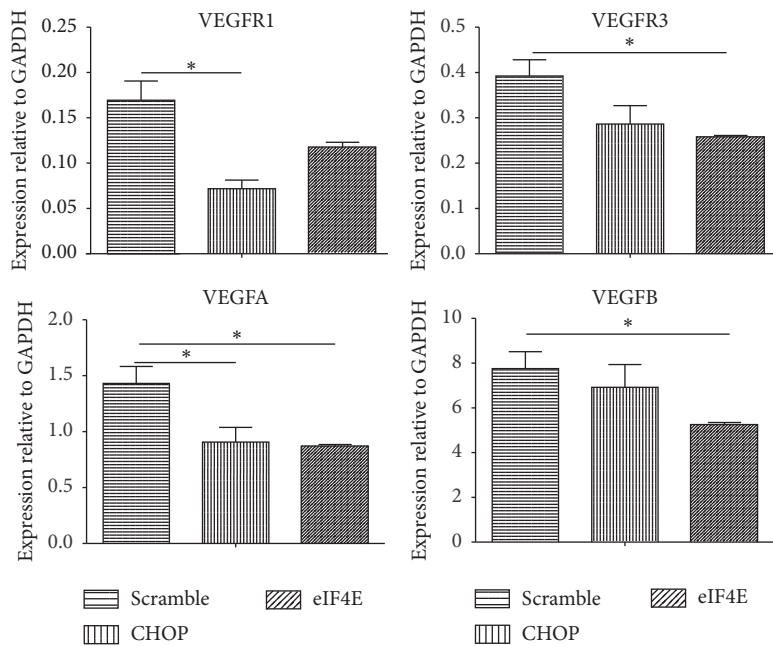 VEGFR1
Expression relative to GAPDH
0.25
0.20
0.15
0.10
0.05
0.00
*
VEGFR3
Expression relative to GAPDH
0.5
0.4
0.3
0.2
0.1
0.0
*
VEGFA
Expression relative to GAPDH
2.0
1.5
1.0
0.5
0.0
*
*
VEGFB
Expression relative to GAPDH
10
8
6
4
2
0
*
Scramble
eIF4E
CHOP
Scramble
eIF4E
CHOP